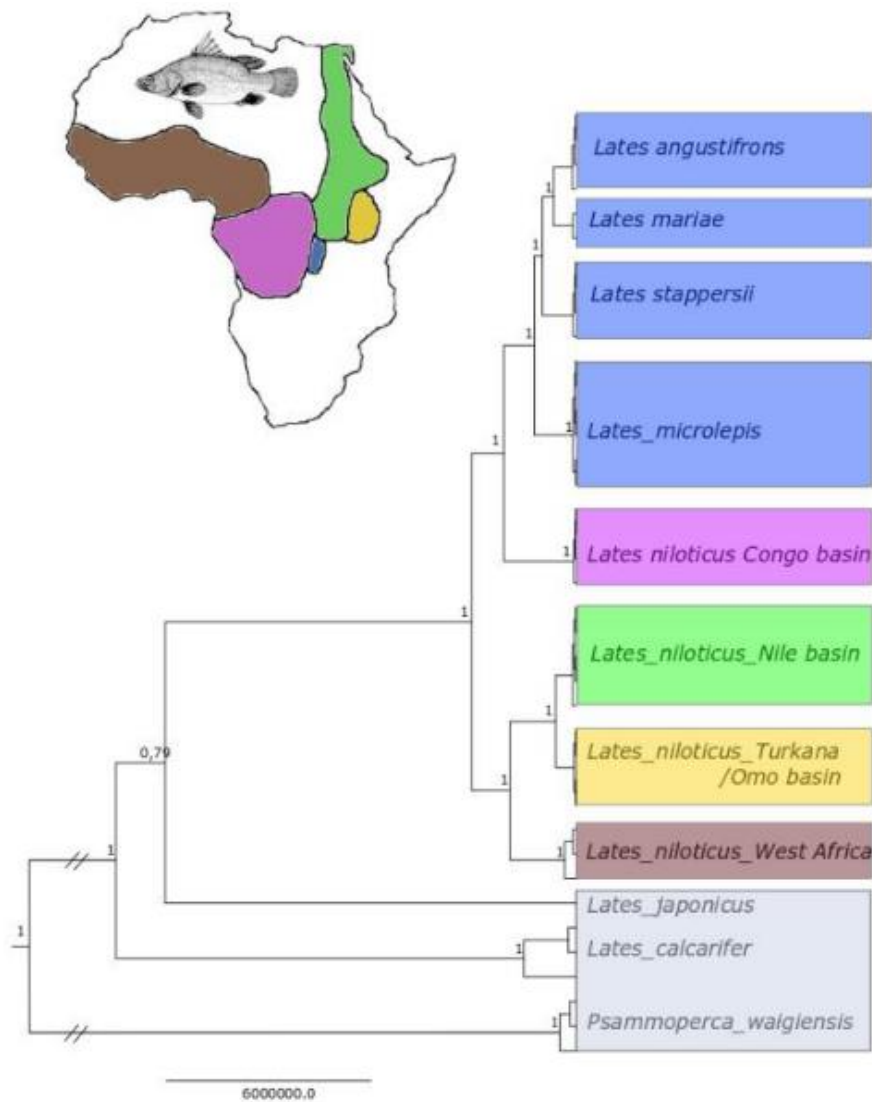 Lates angustifrons
1
Lates mariae
1
Lates stappersii
1
1
Lates_microlepis
1
1
Lates niloticus Congo basin
1
Lates_niloticus_Nile basin
1
Lates_niloticus_Turkana
/Omo basin
0,79
1
1
1
Lates_niloticus_West Africa
Lates_japonicus
1
1
Lates_calcarifer
1
Psammoperca_waigiensis
6000000.0